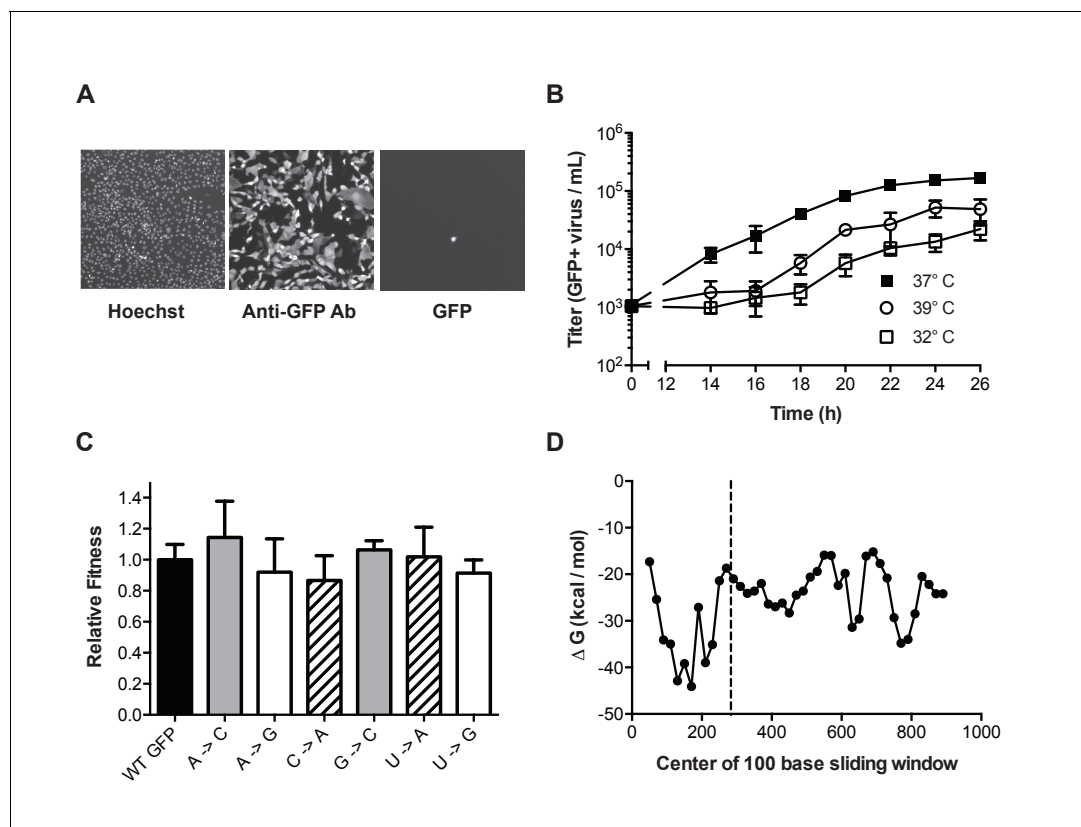 A
Hoechst
Anti-GFP Ab
GFP
B
Titer (GFP+ virus / mL)
10^6
10^5
10^4
10^3
10^2
37° C
39° C
32° C
0 12 14 16 18 20 22 24 26
Time (h)
C
Relative Fitness
1.4
1.2
1.0
0.8
0.6
0.4
0.2
0.0
WT GFP
A -> C
A -> G
C -> A
G -> C
U -> A
U -> G
D
Δ G (kcal / mol)
0
-10
-20
-30
-40
-50
0 200 400 600 800 1000
Center of 100 base sliding window